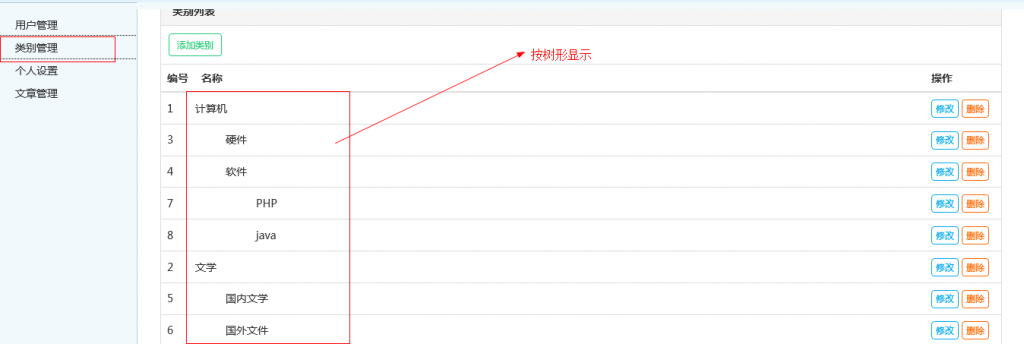 用户管理
类别管理
个人设置
文章管理
类别列表
添加类别
按树形显示
编号 名称 操作
1 计算机 修改 删除
3 硬件 修改 删除
4 软件 修改 删除
7 PHP 修改 删除
8 java 修改 删除
2 文学 修改 删除
5 国内文学 修改 删除
6 国外文件 修改 删除